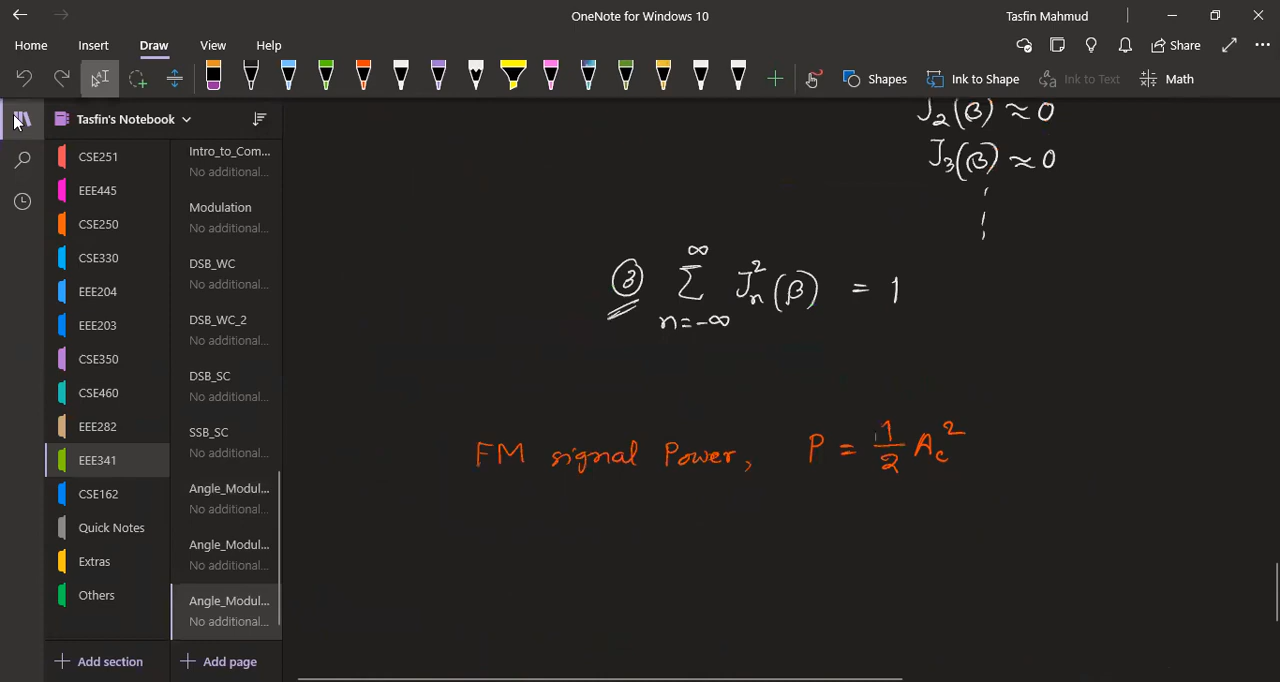 OneNote for Windows 10
Tasfin Mahmud
Home Insert Draw View Help
Share
Shapes Ink to Shape Ink to Text Math
Tasfin's Notebook
CSE251
EEE445
CSE250
CSE330
EEE204
EEE203
CSE350
CSE460
EEE282
EEE341
CSE162
Quick Notes
Extras
Others
Add section
Intro_to_Com...
No additional...
Modulation
No additional...
DSB_WC
No additional...
DSB_WC_2
No additional...
DSB_SC
No additional...
SSB_SC
No additional...
Angle_Modul...
No additional...
Angle_Modul...
No additional...
Angle_Modul...
No additional...
Add page
J₂(β) ≈ 0
J₃(β) ≈ 0
③ ∑_{n=-∞}^{∞} J_n²(β) = 1
FM signal Power, P = 1/2 A_c²